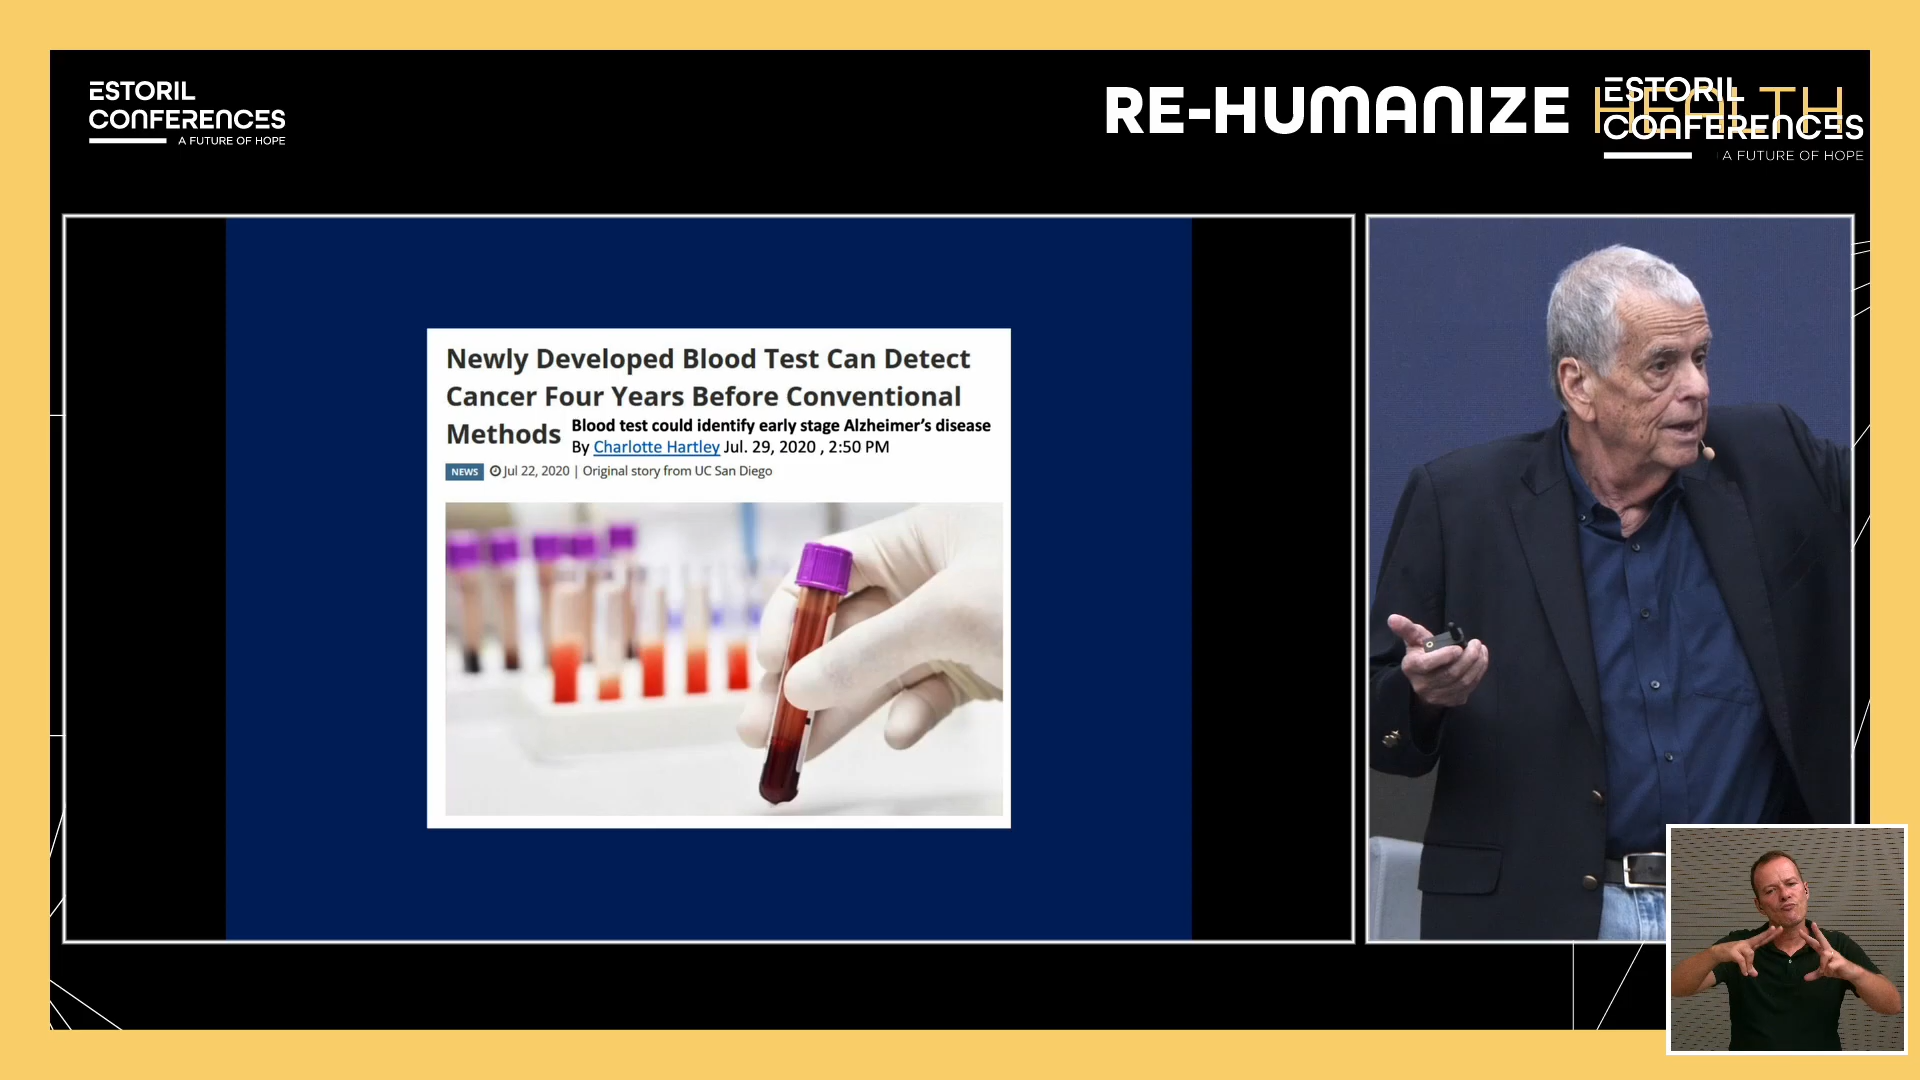 ESTORIL
CONFERENCES
A FUTURE OF HOPE
RE-HUMANIZE HEALTH
ESTORIL
CONFERENCES
A FUTURE OF HOPE
Newly Developed Blood Test Can Detect
Cancer Four Years Before Conventional
Methods
Blood test could identify early stage Alzheimer’s disease
By Charlotte Hartley Jul. 29, 2020 , 2:50 PM
NEWS Jul 22, 2020 | Original story from UC San Diego